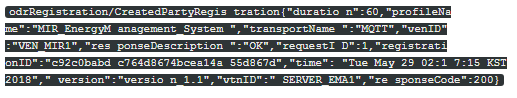 odrRegistration/CreatedPartyRegis tration{"duratio n":60,"profileNa
me":"MIR_EnergyM anagement_System ","transportName ":"MQTT","venID"
:"VEN_MIR1","res ponseDescription ":"OK","requestI D":1,"registrati
onID":"c92c0babd c764d8674bcea14a 55d867d","time": "Tue May 29 02:1 7:15 KST
2018"," version":"versio n_1.1","vtnID":" SERVER_EMA1","re sponseCode":200}